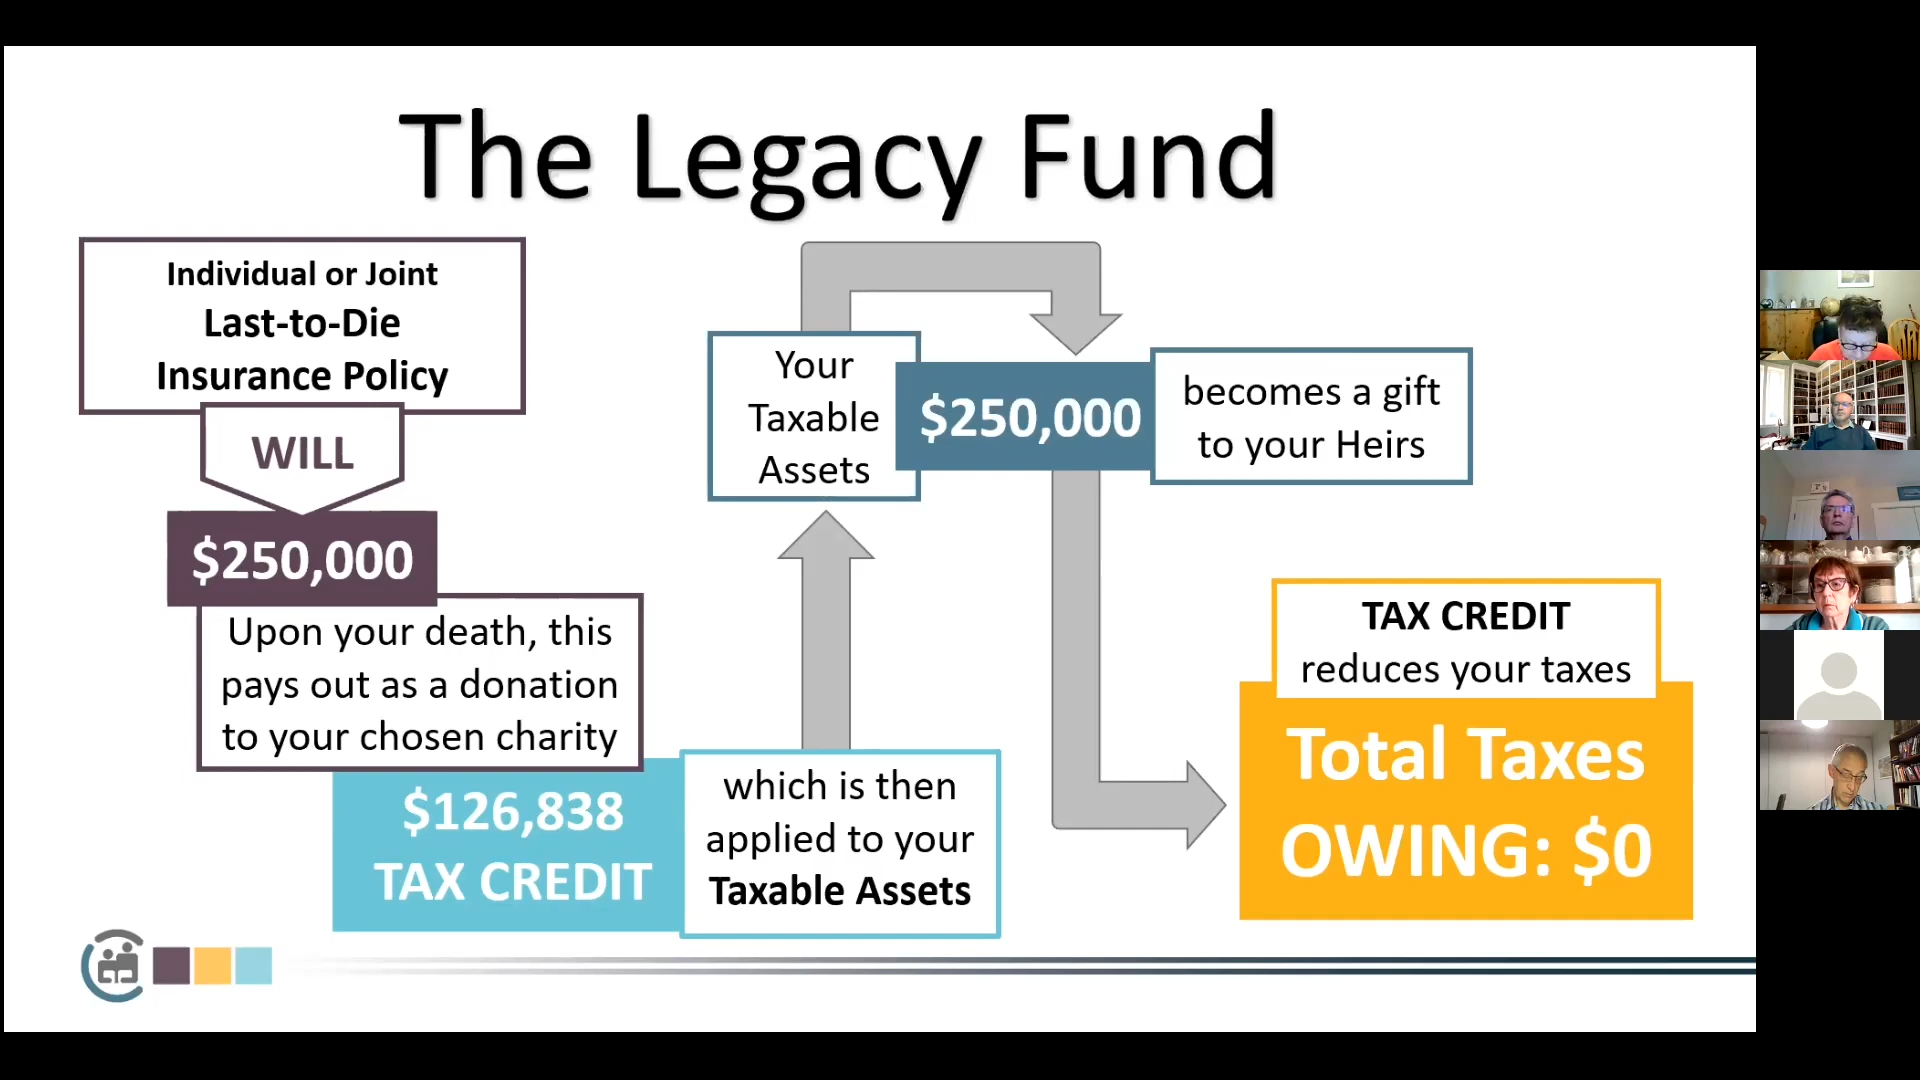 The Legacy Fund
Individual or Joint
Last-to-Die
Insurance Policy
WILL
$250,000
Upon your death, this
pays out as a donation
to your chosen charity
$126,838
TAX CREDIT
which is then
applied to your
Taxable Assets
Your
Taxable
Assets
$250,000
becomes a gift
to your Heirs
TAX CREDIT
reduces your taxes
Total Taxes
OWING: $0